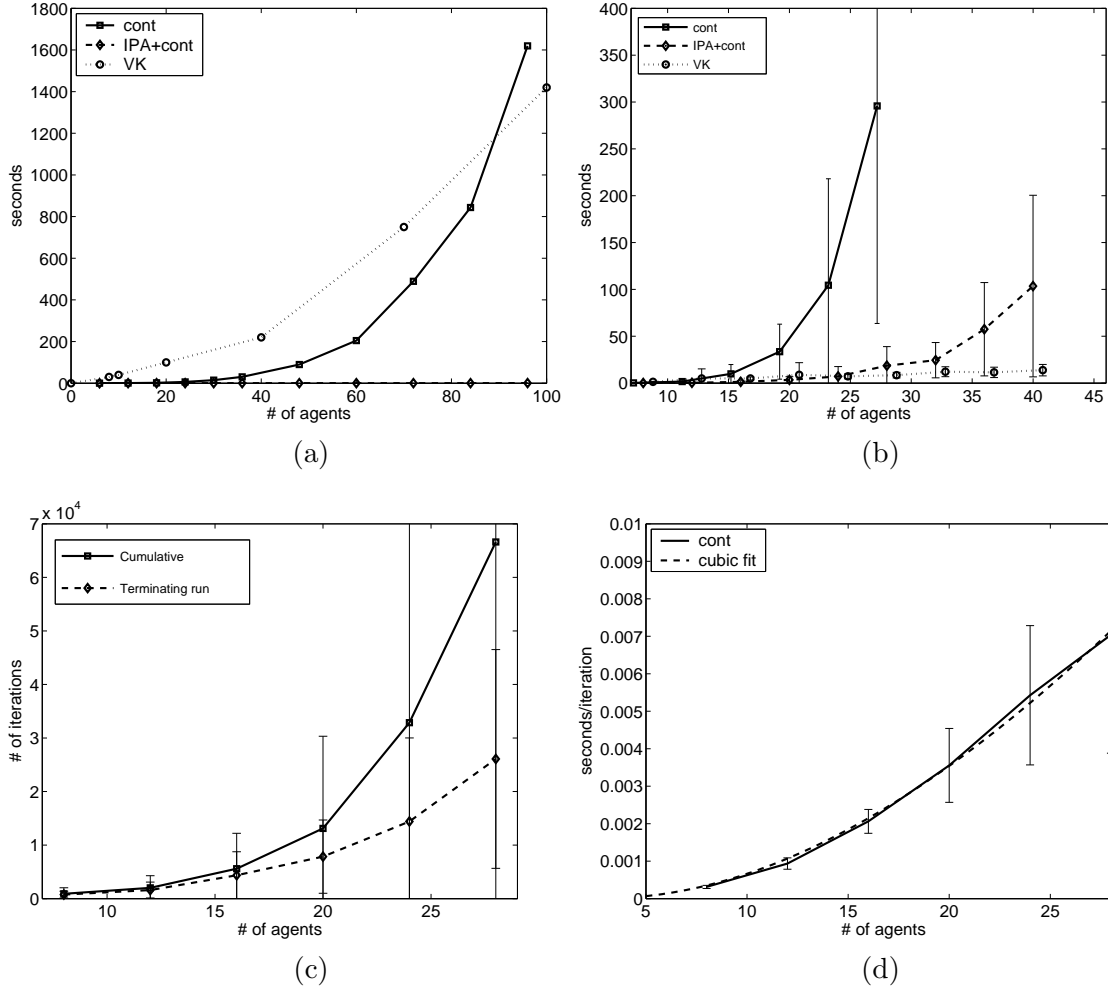 1800
1600
1400
1200
1000
800
600
400
200
0
seconds
cont
IPA+cont
VK
0 20 40 60 80 100
# of agents
(a)
400
350
300
250
200
150
100
50
0
seconds
cont
IPA+cont
VK
10 15 20 25 30 35 40 45
# of agents
(b)
x 10^4
7
6
5
4
3
2
1
0
# of iterations
Cumulative
Terminating run
10 15 20 25
# of agents
(c)
0.01
0.009
0.008
0.007
0.006
0.005
0.004
0.003
0.002
0.001
0
seconds/iteration
cont
cubic fit
5 10 15 20 25
# of agents
(d)